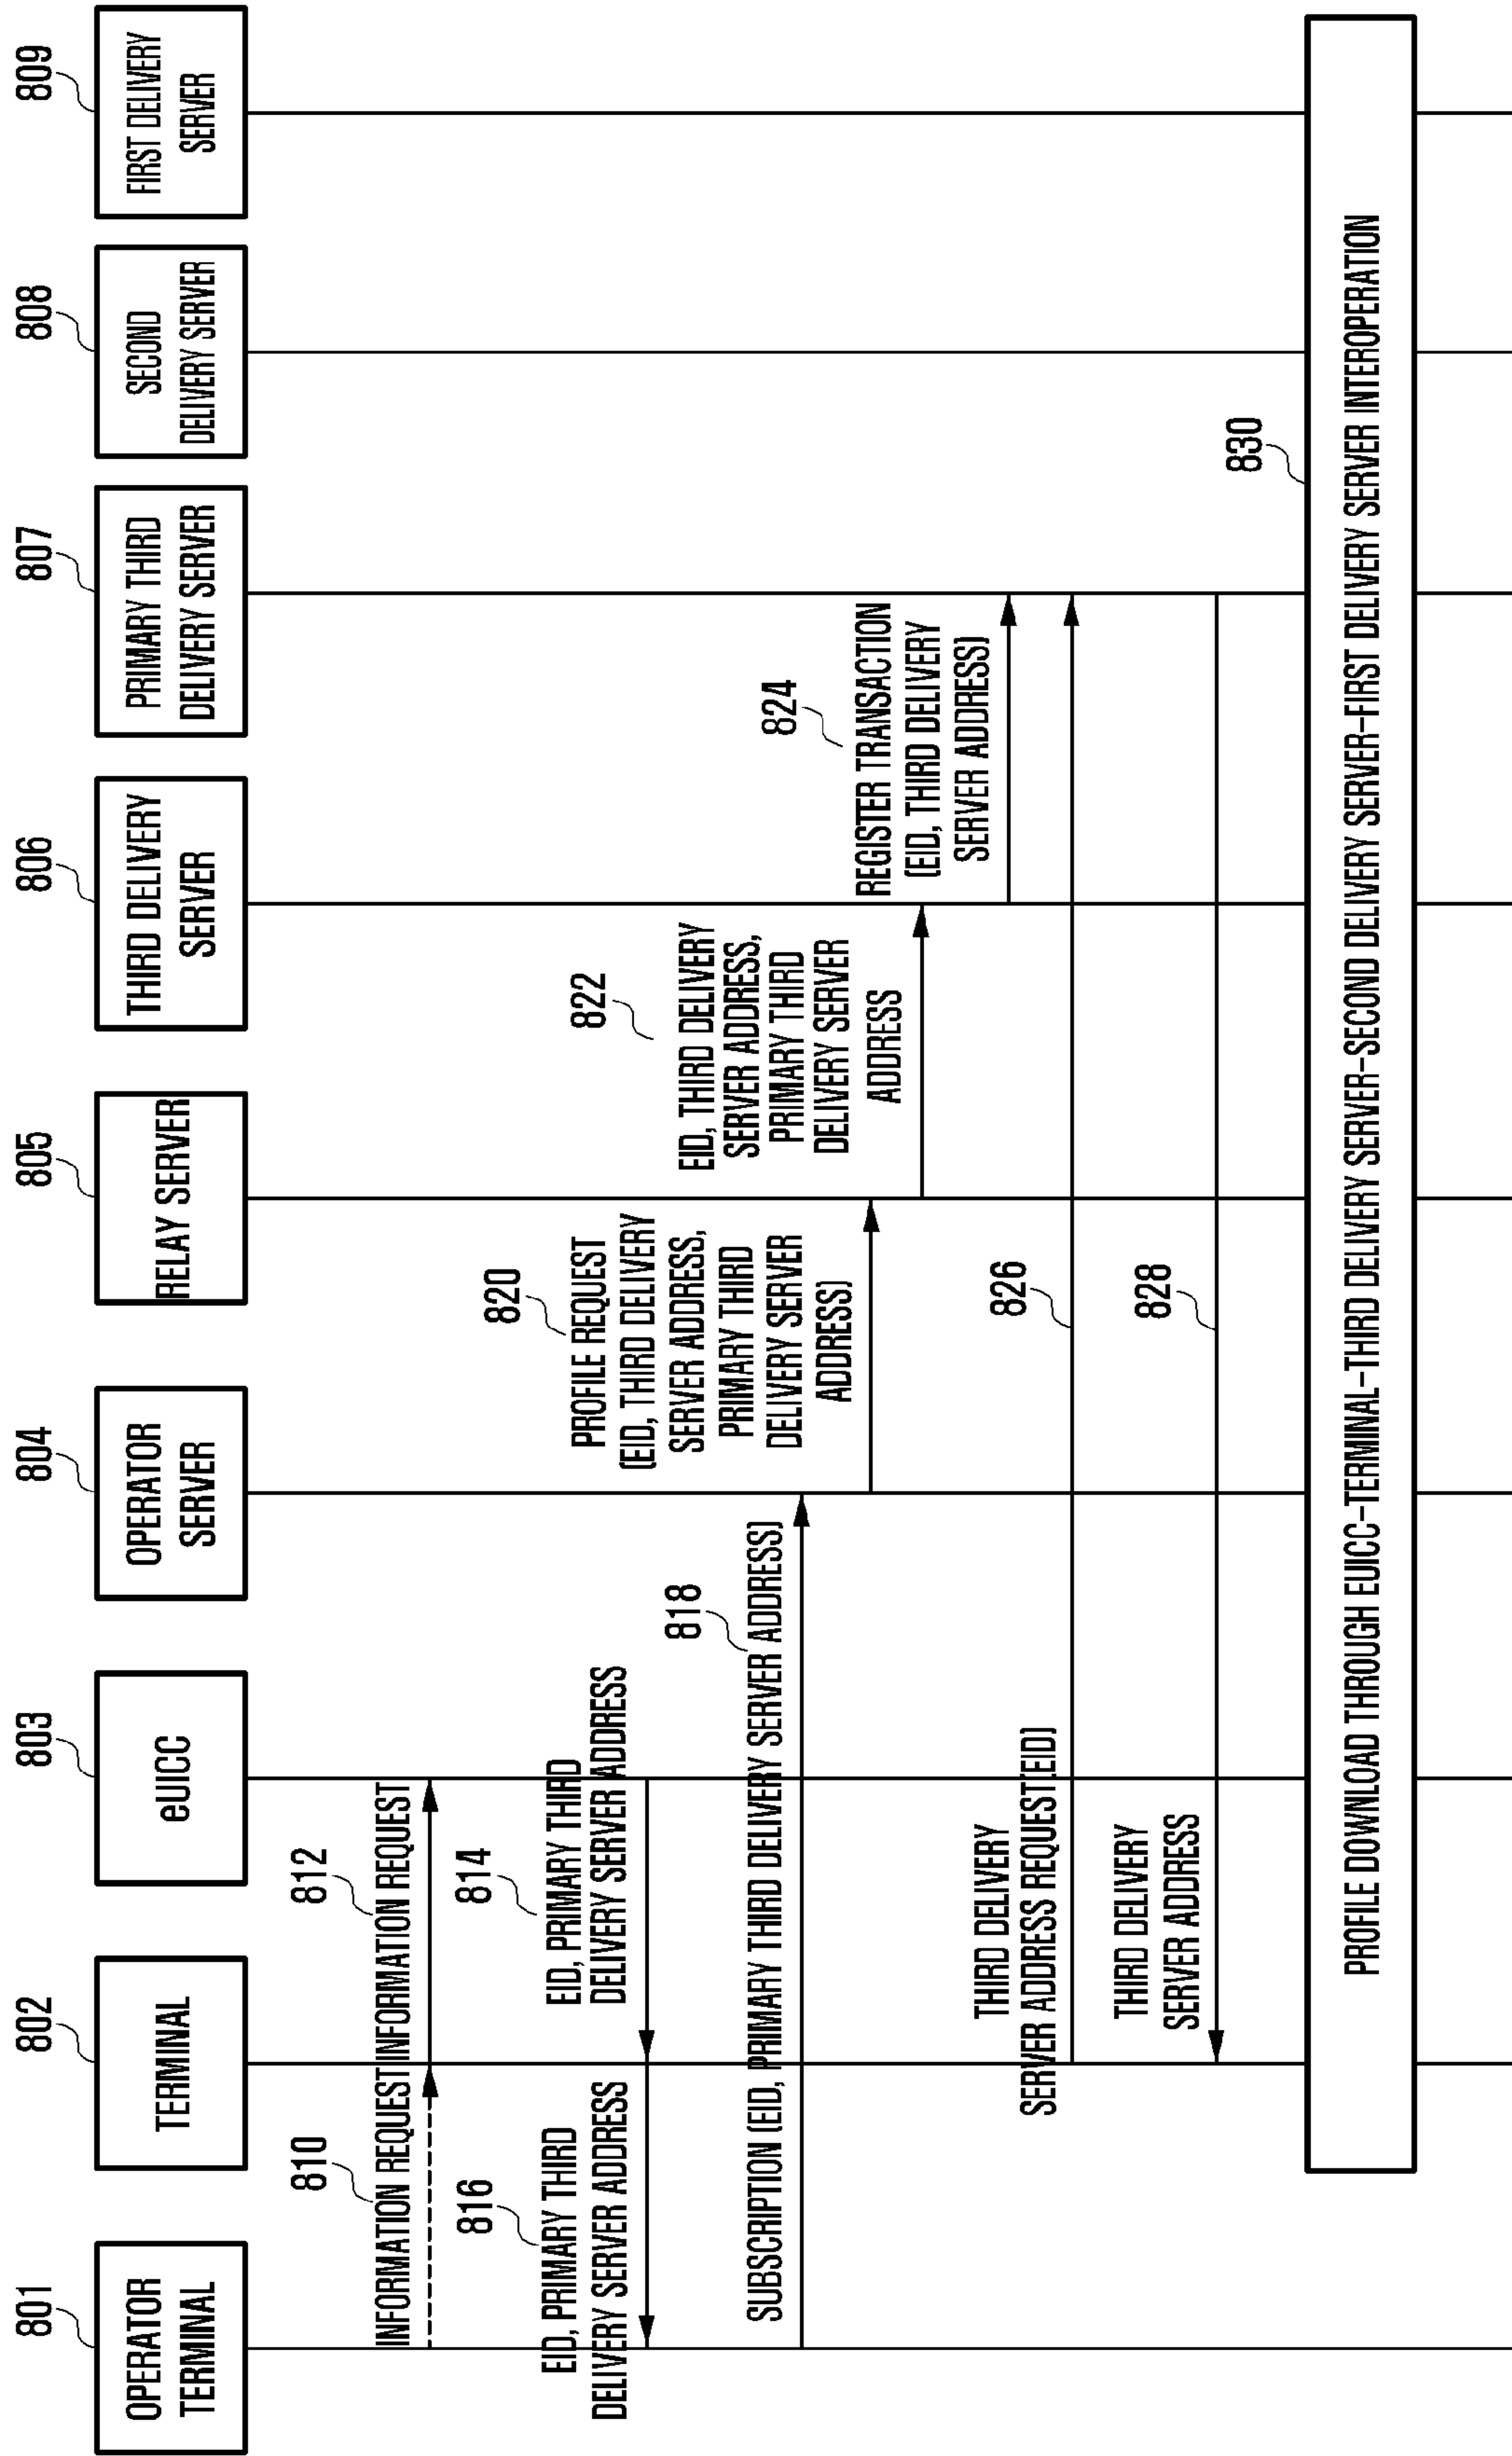 801
802
803
804
805
806
807
808
809
OPERATOR
TERMINAL
TERMINAL
eUICC
OPERATOR
SERVER
RELAY SERVER
THIRD DELIVERY
SERVER
PRIMARY THIRD
DELIVERY SERVER
SECOND
DELIVERY SERVER
FIRST DELIVERY
SERVER
810
INFORMATION REQUEST
812
INFORMATION REQUEST
814
EID, PRIMARY THIRD
DELIVERY SERVER ADDRESS
816
EID, PRIMARY THIRD
DELIVERY SERVER ADDRESS
818
SUBSCRIPTION (EID, PRIMARY THIRD DELIVERY SERVER ADDRESS)
820
PROFILE REQUEST
(EID, THIRD DELIVERY
SERVER ADDRESS,
PRIMARY THIRD
DELIVERY SERVER
ADDRESS)
822
EID, THIRD DELIVERY
SERVER ADDRESS,
PRIMARY THIRD
DELIVERY SERVER
ADDRESS
824
REGISTER TRANSACTION
(EID, THIRD DELIVERY
SERVER ADDRESS)
THIRD DELIVERY
SERVER ADDRESS REQUESTEID)
826
THIRD DELIVERY
SERVER ADDRESS
828
830
PROFILE DOWNLOAD THROUGH EUICC-TERMINAL-THIRD DELIVERY SERVER-SECOND DELIVERY SERVER-FIRST DELIVERY SERVER INTEROPERATION